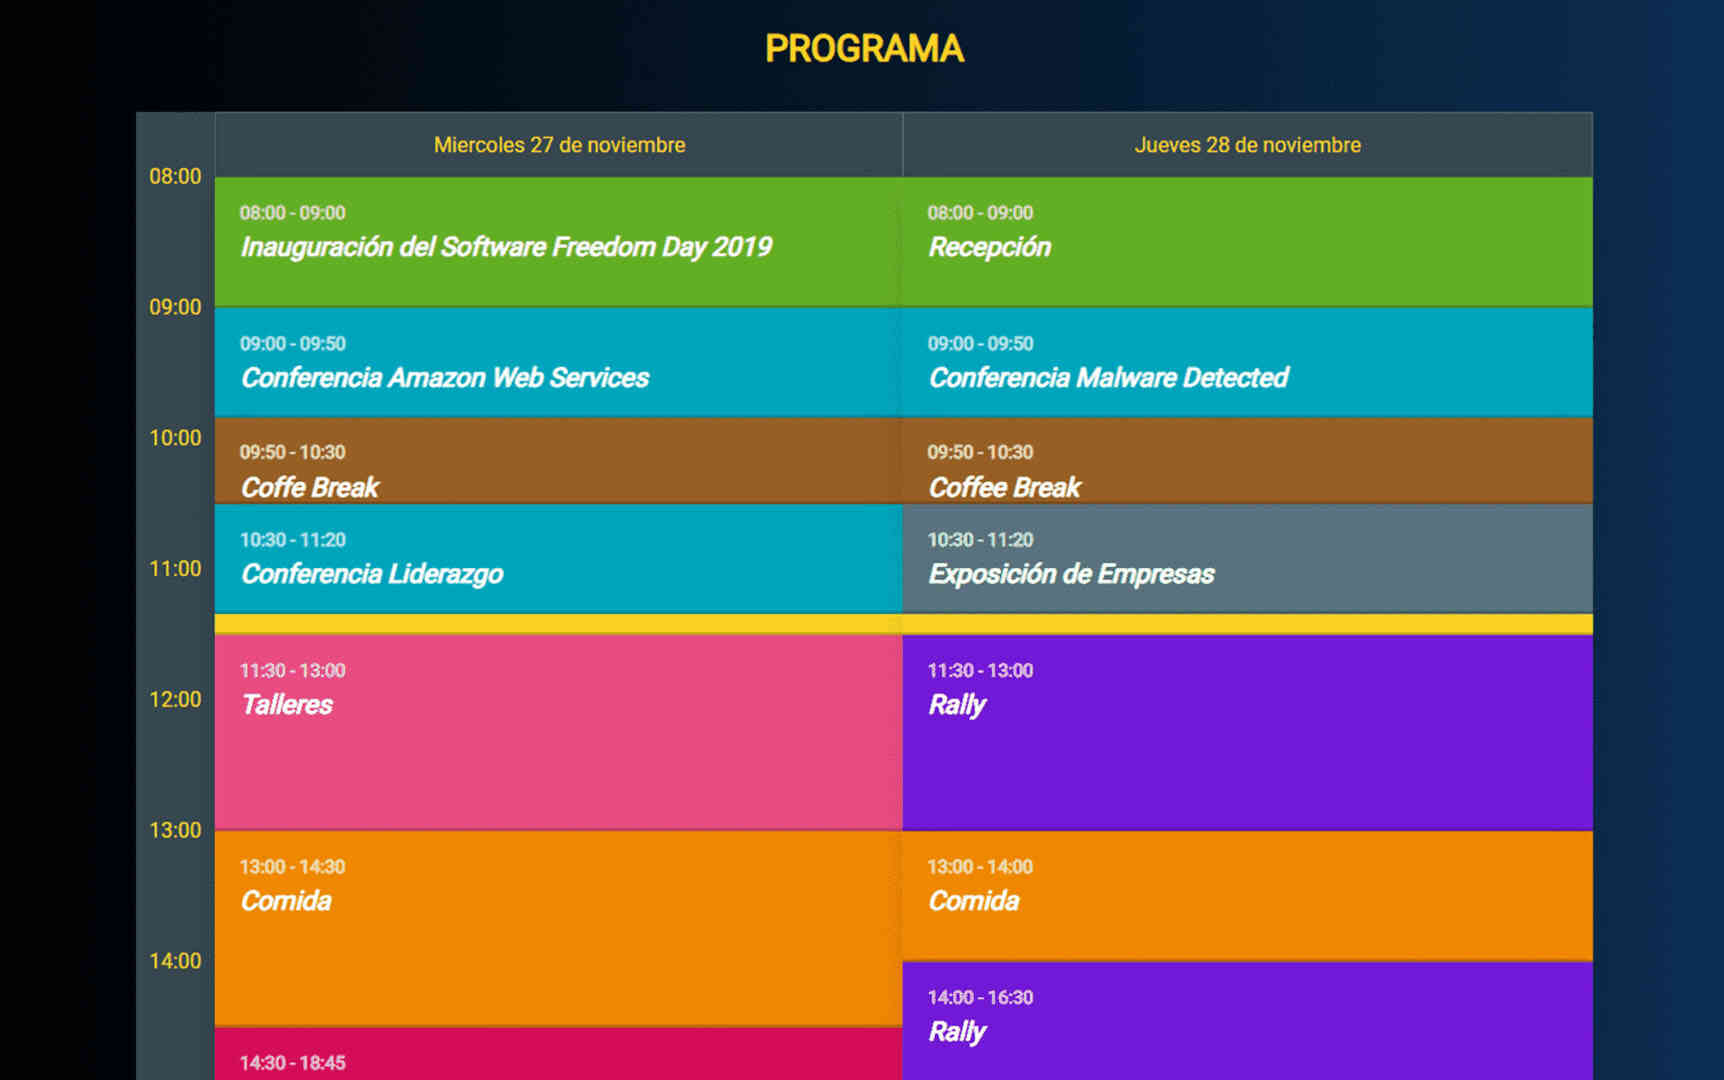 PROGRAMA
Miercoles 27 de noviembre
Jueves 28 de noviembre
08:00
08:00 - 09:00
Inauguración del Software Freedom Day 2019
08:00 - 09:00
Recepción
09:00
09:00 - 09:50
Conferencia Amazon Web Services
09:00 - 09:50
Conferencia Malware Detected
10:00
09:50 - 10:30
Coffe Break
09:50 - 10:30
Coffee Break
10:30 - 11:20
Conferencia Liderazgo
10:30 - 11:20
Exposición de Empresas
11:00
11:30 - 13:00
Talleres
11:30 - 13:00
Rally
12:00
13:00
13:00 - 14:30
Comida
13:00 - 14:00
Comida
14:00
14:00 - 16:30
Rally
14:30 - 18:45